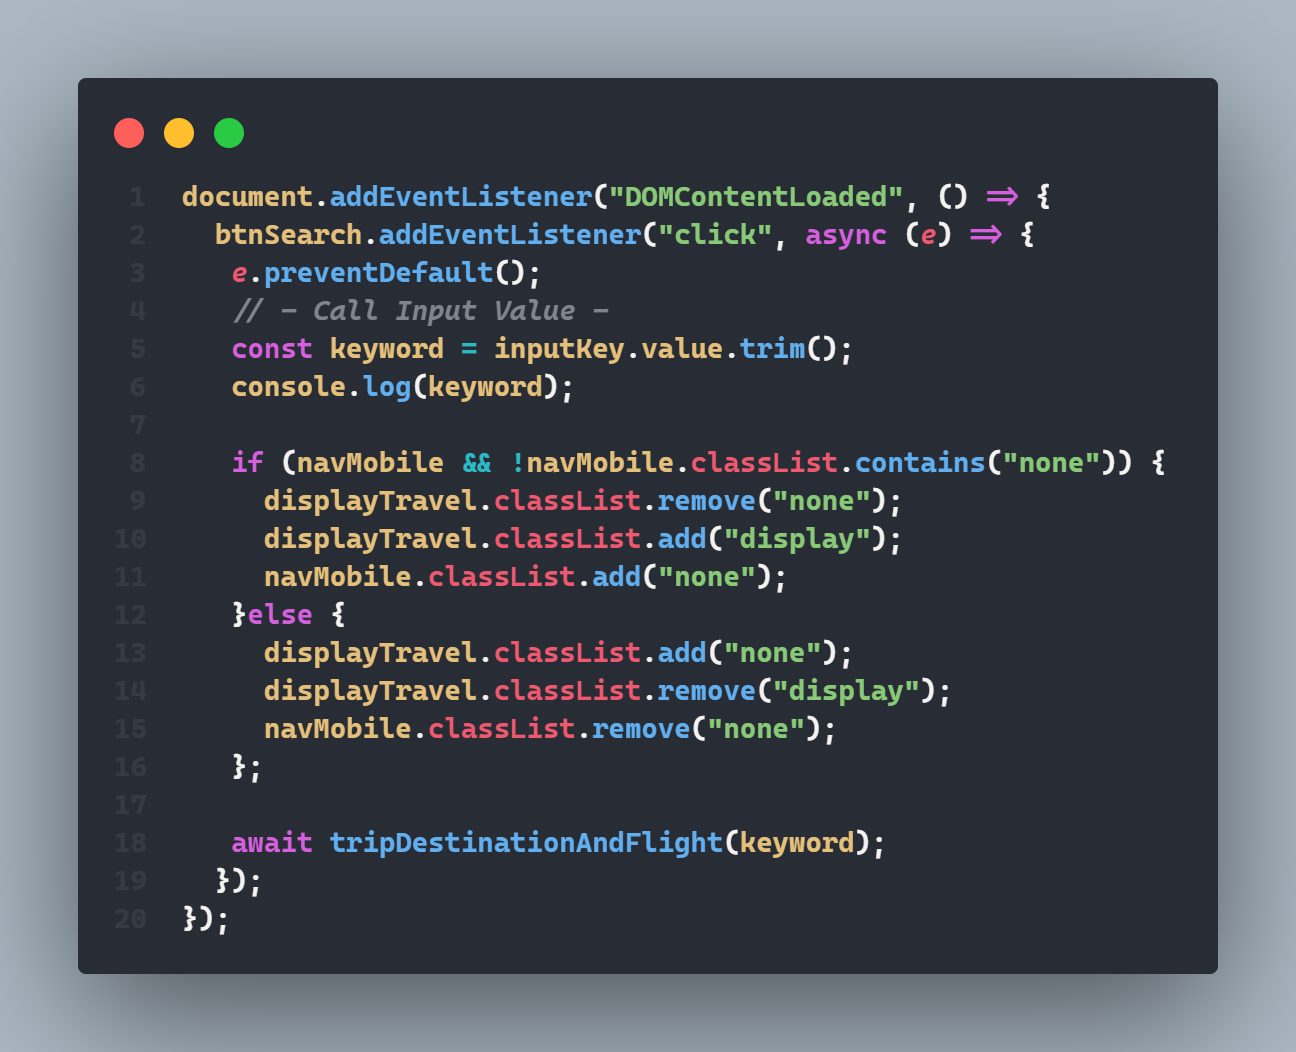 1 document.addEventListener("DOMContentLoaded", () => {
2 btnSearch.addEventListener("click", async (e) => {
3 e.preventDefault();
4 // - Call Input Value -
5 const keyword = inputKey.value.trim();
6 console.log(keyword);
7
8 if (navMobile && !navMobile.classList.contains("none")) {
9 displayTravel.classList.remove("none");
10 displayTravel.classList.add("display");
11 navMobile.classList.add("none");
12 }else {
13 displayTravel.classList.add("none");
14 displayTravel.classList.remove("display");
15 navMobile.classList.remove("none");
16 };
17
18 await tripDestinationAndFlight(keyword);
19 });
20 });